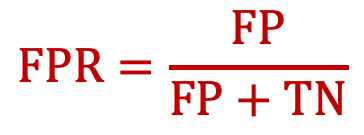 FPR = FP / FP + TN